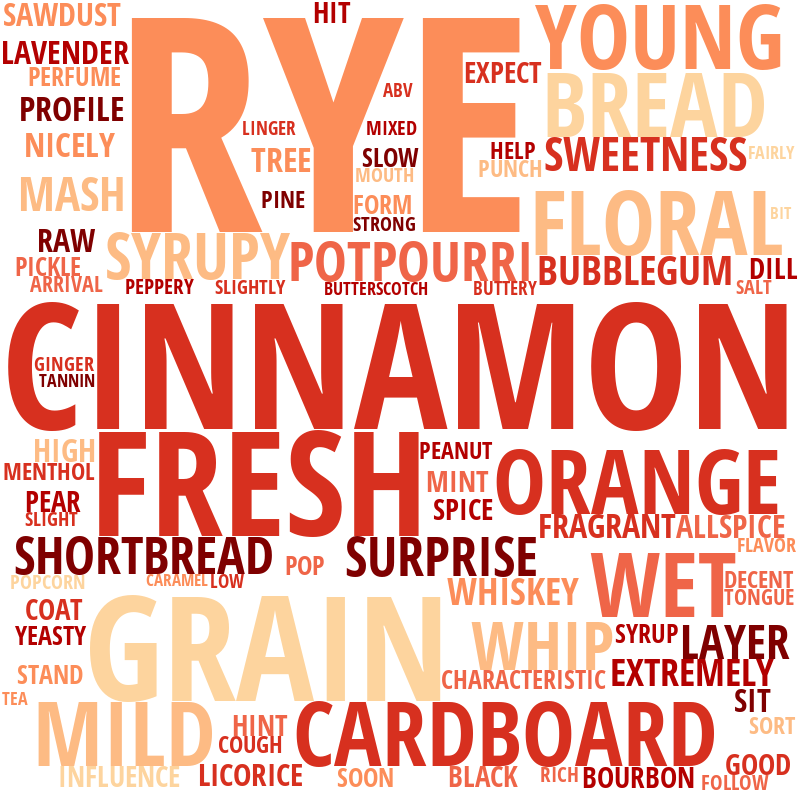 SAWDUST
HIT
RYE
YOUNG
LAVENDER
PERFUME
EXPECT
ABV
BREAD
PROFILE
LINGER
MIXED
NICELY
TREE
SLOW
HELP
SWEETNESS
FAIRLY
MOUTH
PUNCH
MASH
PINE
FORM
STRONG
FLORAL
BIT
RAW
SYRUPY
POTPOURRI
BUBBLEGUM
DILL
PICKLE
ARRIVAL
PEPPERY
SLIGHTLY
BUTTERSCOTCH
BUTTERY
SALT
CINNAMON
GINGER
TANNIN
HIGH
FRESH
PEANUT
ORANGE
MENTHOL
MINT
PEAR
SPICE
SLIGHT
FRAGRANT
ALLSPICE
FLAVOR
SHORTBREAD
POP
SURPRISE
WET
POPCORN
CARAMEL
LOW
WHISKEY
DECENT
TONGUE
COAT
GRAIN
YEASTY
WHIP
SYRUP
LAYER
STAND
CHARACTERISTIC
EXTREMELY
TEA
SIT
MILD
HINT
CARDBOARD
SORT
COUGH
INFLUENCE
LICORICE
SOON
BLACK
RICH
BOURBON
GOOD
FOLLOW